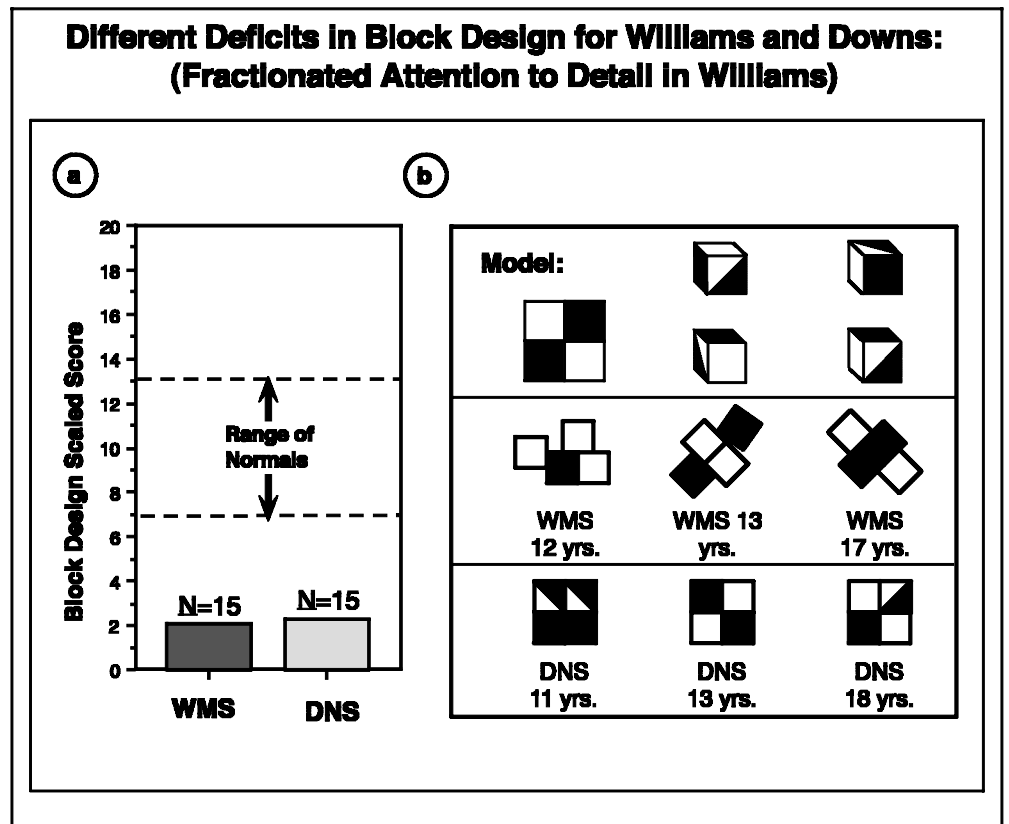 Different Deficits in Block Design for Williams and Downs:
(Fractionated Attention to Detail in Williams)
a
Block Design Scaled Score
20
18
16
14
12
10
8
6
4
2
0
Range of
Normals
N=15
N=15
WMS
DNS
b
Model:
WMS
12 yrs.
WMS 13
yrs.
WMS
17 yrs.
DNS
11 yrs.
DNS
13 yrs.
DNS
18 yrs.